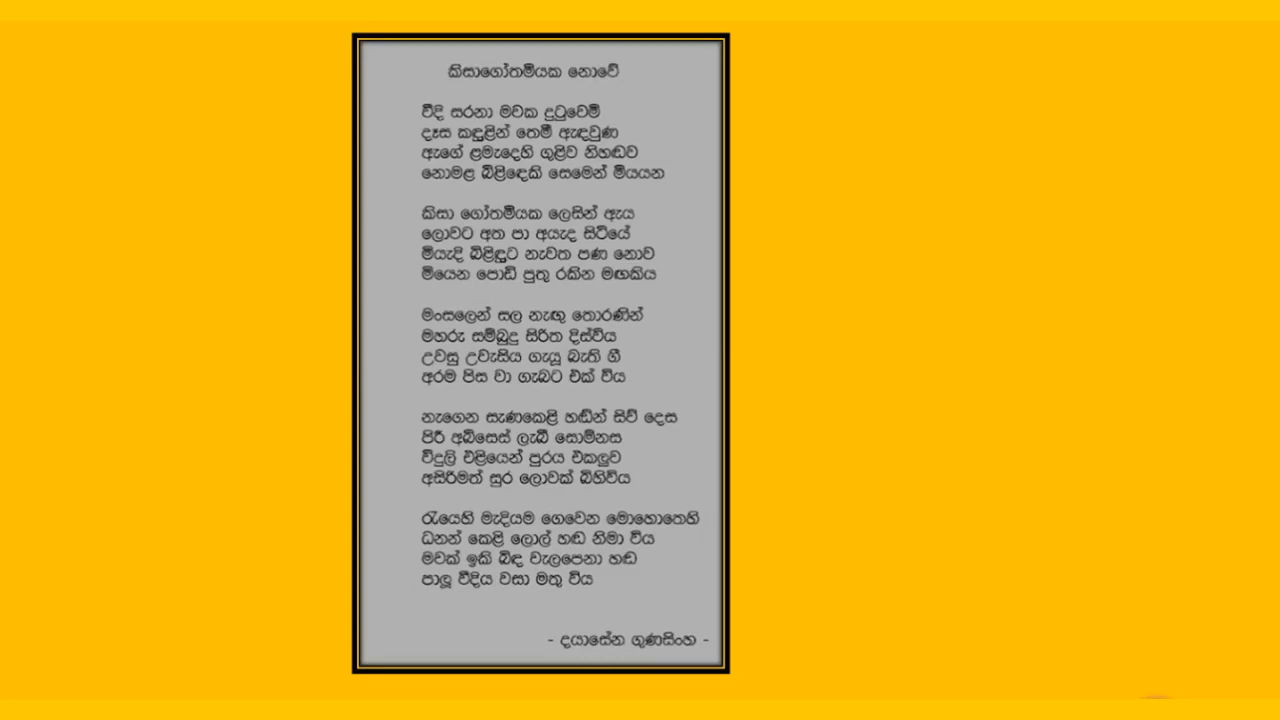 කිසාගෝතමියක නොවේ
වීදි සරනා මවක දුටුවෙමි
දෑස කඳුළින් තෙමී ඇඳවුණ
ඇගේ ළමැදෙහි ගුළිව නිහඬව
නොමළ බිළිඳෙකි සෙමෙන් මියයන
කිසා ගෝතමියක ලෙසින් ඇය
ලොවට අත පා අයැද සිටියේ
මියැදි බිළිඳුට නැවත පණ නොව
මියෙන පොඩි පුතු රකින මඟකිය
මංසලෙන් සල නැඟු තොරණින්
මහරු සම්බුදු සිරිත දිස්විය
උවසු උවැසිය ගැයූ බැති ගී
අරම පිස වා ගැබට එක් විය
නැගෙන සැණකෙළි හඬින් සිව් දෙස
පිරී අබිසෙස් ලැබී සොම්නස
විදුලි එළියෙන් පුරය එකලුව
අසිරිමත් සුර ලොවක් බිහිවිය
රැයෙහි මැදියම ගෙවෙන මොහොතෙහි
ධනන් කෙළි ලොල් හඬ නිමා විය
මවක් ඉකි බිඳ වැලපෙනා හඬ
පාලු වීදිය වසා මතු විය
- දයාසේන ගුණසිංහ -